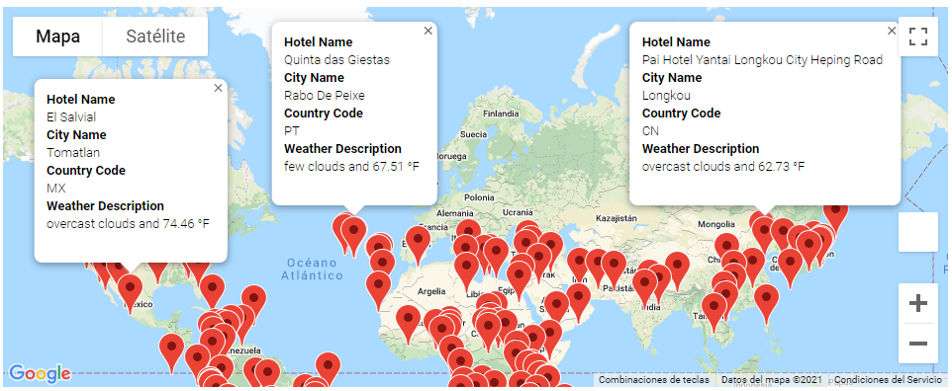 Mapa
Satélite
Hotel Name
El Salvial
City Name
Tomatlan
Country Code
MX
Weather Description
overcast clouds and 74.46 °F
Hotel Name
Quinta das Giestas
City Name
Rabo De Peixe
Country Code
PT
Weather Description
few clouds and 67.51 °F
Hotel Name
Pai Hotel Yantai Longkou City Heping Road
City Name
Longkou
Country Code
CN
Weather Description
overcast clouds and 62.73 °F
Finlandia
Suecia
Noruega
Polonia
Alemania
Ucrania
Kazajistán
Mongolia
Océano
Atlántico
Argelia
Libia
India
México
Venezuela
Google
Combinaciones de teclas
Datos del mapa ©2021
Condiciones del Servicio